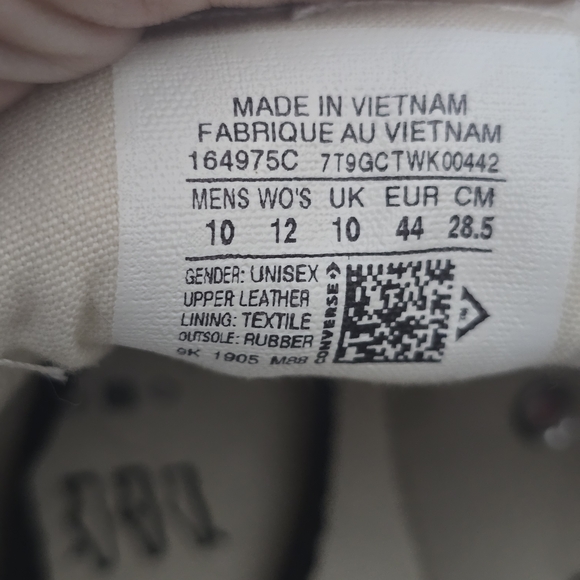 MADE IN VIETNAM
FABRIQUE AU VIETNAM
164975C 7T9GCTWK00442
MENS WO'S UK EUR CM
10 12 10 44 28.5
GENDER: UNISEX
UPPER LEATHER
LINING: TEXTILE
OUTSOLE: RUBBER
9K 1905 M88
CONVERSE